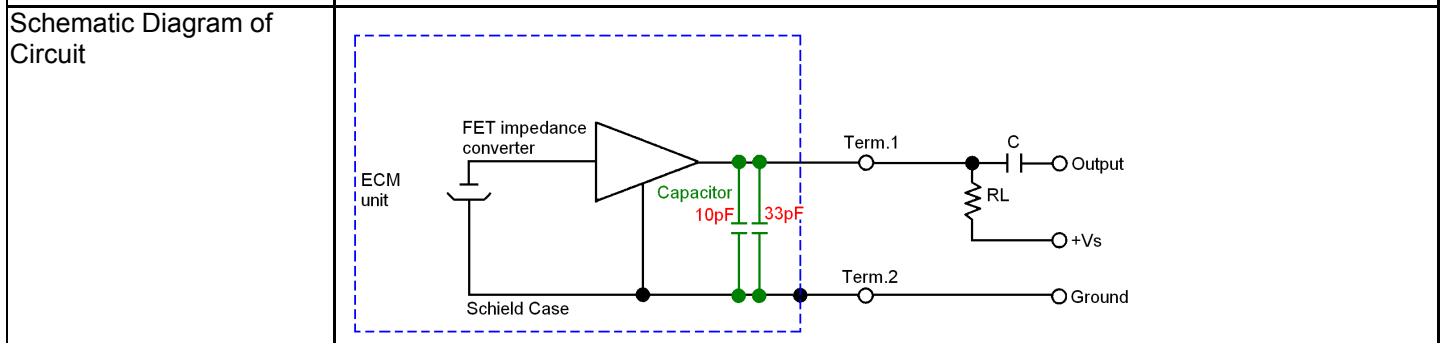 Schematic Diagram of
Circuit
FET impedance
converter
ECM
unit
Capacitor
10pF
33pF
Schield Case
Term.1
C
Output
RL
+Vs
Term.2
Ground